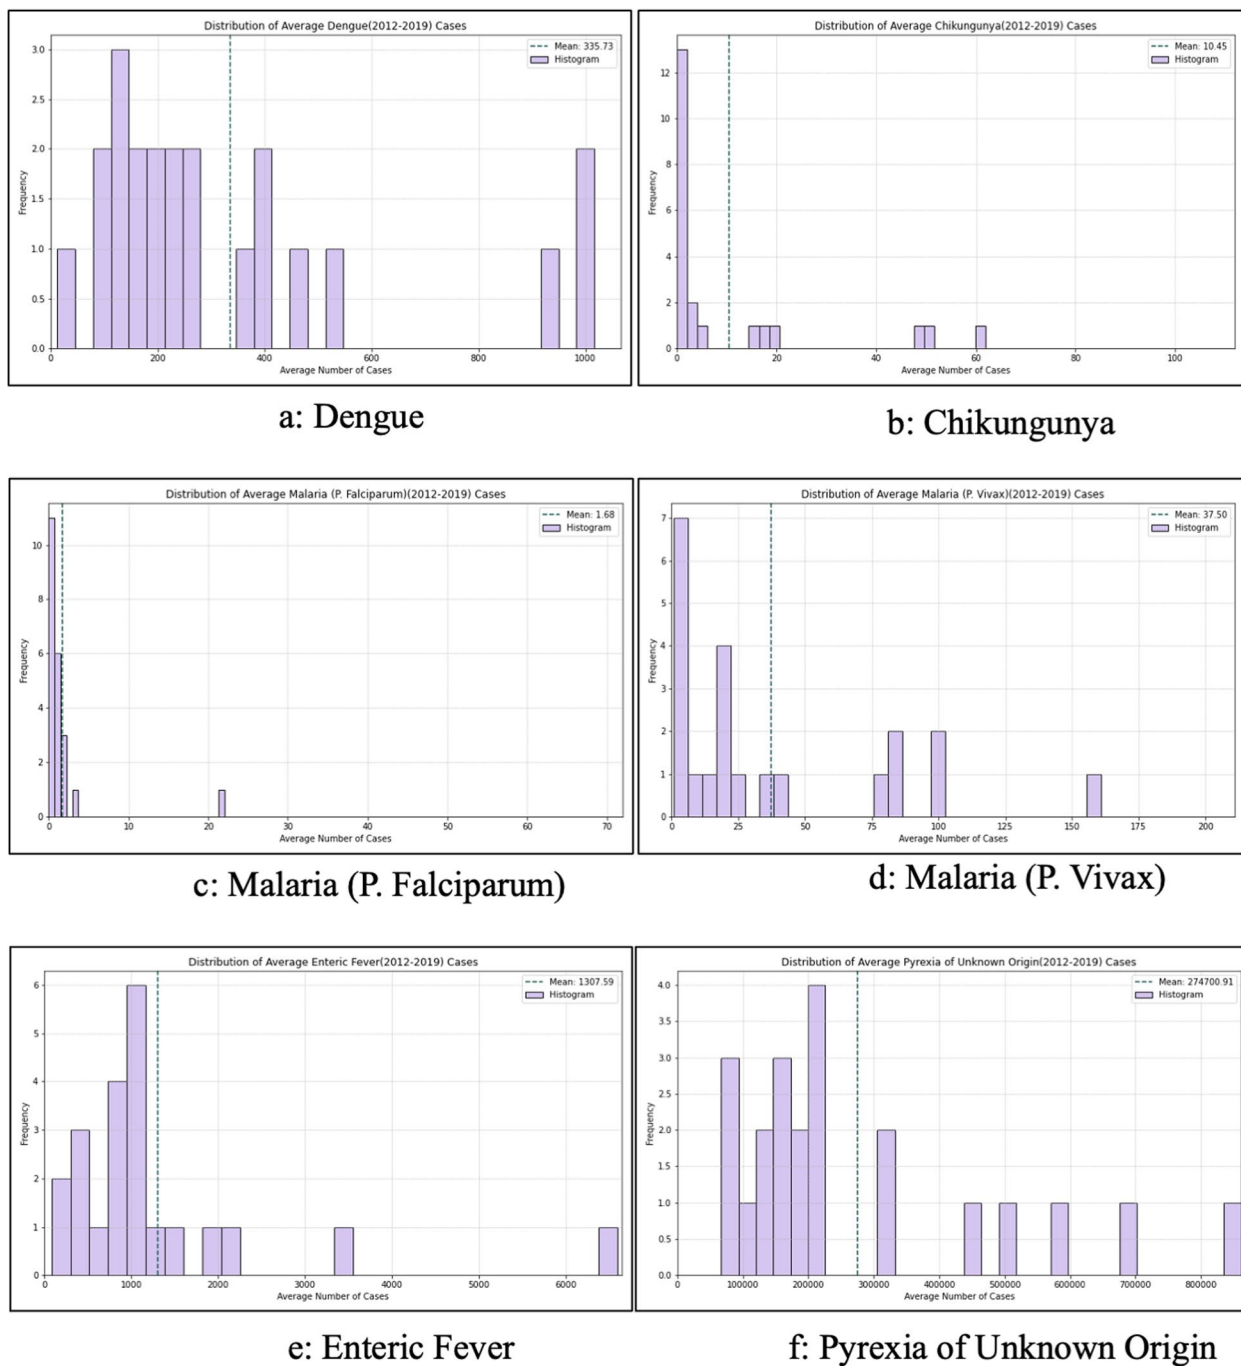 Distribution of Average Dengue(2012-2019) Cases
Mean: 335.73
Histogram
3.0
2.5
2.0
1.5
1.0
0.5
0.0
Frequency
0 200 400 600 800 1000
Average Number of Cases
a: Dengue
Distribution of Average Chikungunya(2012-2019) Cases
Mean: 10.45
Histogram
12
10
8
6
4
2
0
Frequency
0 20 40 60 80 100
Average Number of Cases
b: Chikungunya
Distribution of Average Malaria (P. Falciparum)(2012-2019) Cases
Mean: 1.68
Histogram
10
8
6
4
2
0
Frequency
0 10 20 30 40 50 60 70
Average Number of Cases
c: Malaria (P. Falciparum)
Distribution of Average Malaria (P. Vivax)(2012-2019) Cases
Mean: 37.50
Histogram
7
6
5
4
3
2
1
0
Frequency
0 25 50 75 100 125 150 175 200
Average Number of Cases
d: Malaria (P. Vivax)
Distribution of Average Enteric Fever(2012-2019) Cases
Mean: 1307.59
Histogram
6
5
4
3
2
1
0
Frequency
0 1000 2000 3000 4000 5000 6000
Average Number of Cases
e: Enteric Fever
Distribution of Average Pyrexia of Unknown Origin(2012-2019) Cases
Mean: 274700.91
Histogram
4.0
3.5
3.0
2.5
2.0
1.5
1.0
0.5
0.0
Frequency
0 100000 200000 300000 400000 500000 600000 700000 800000
Average Number of Cases
f: Pyrexia of Unknown Origin